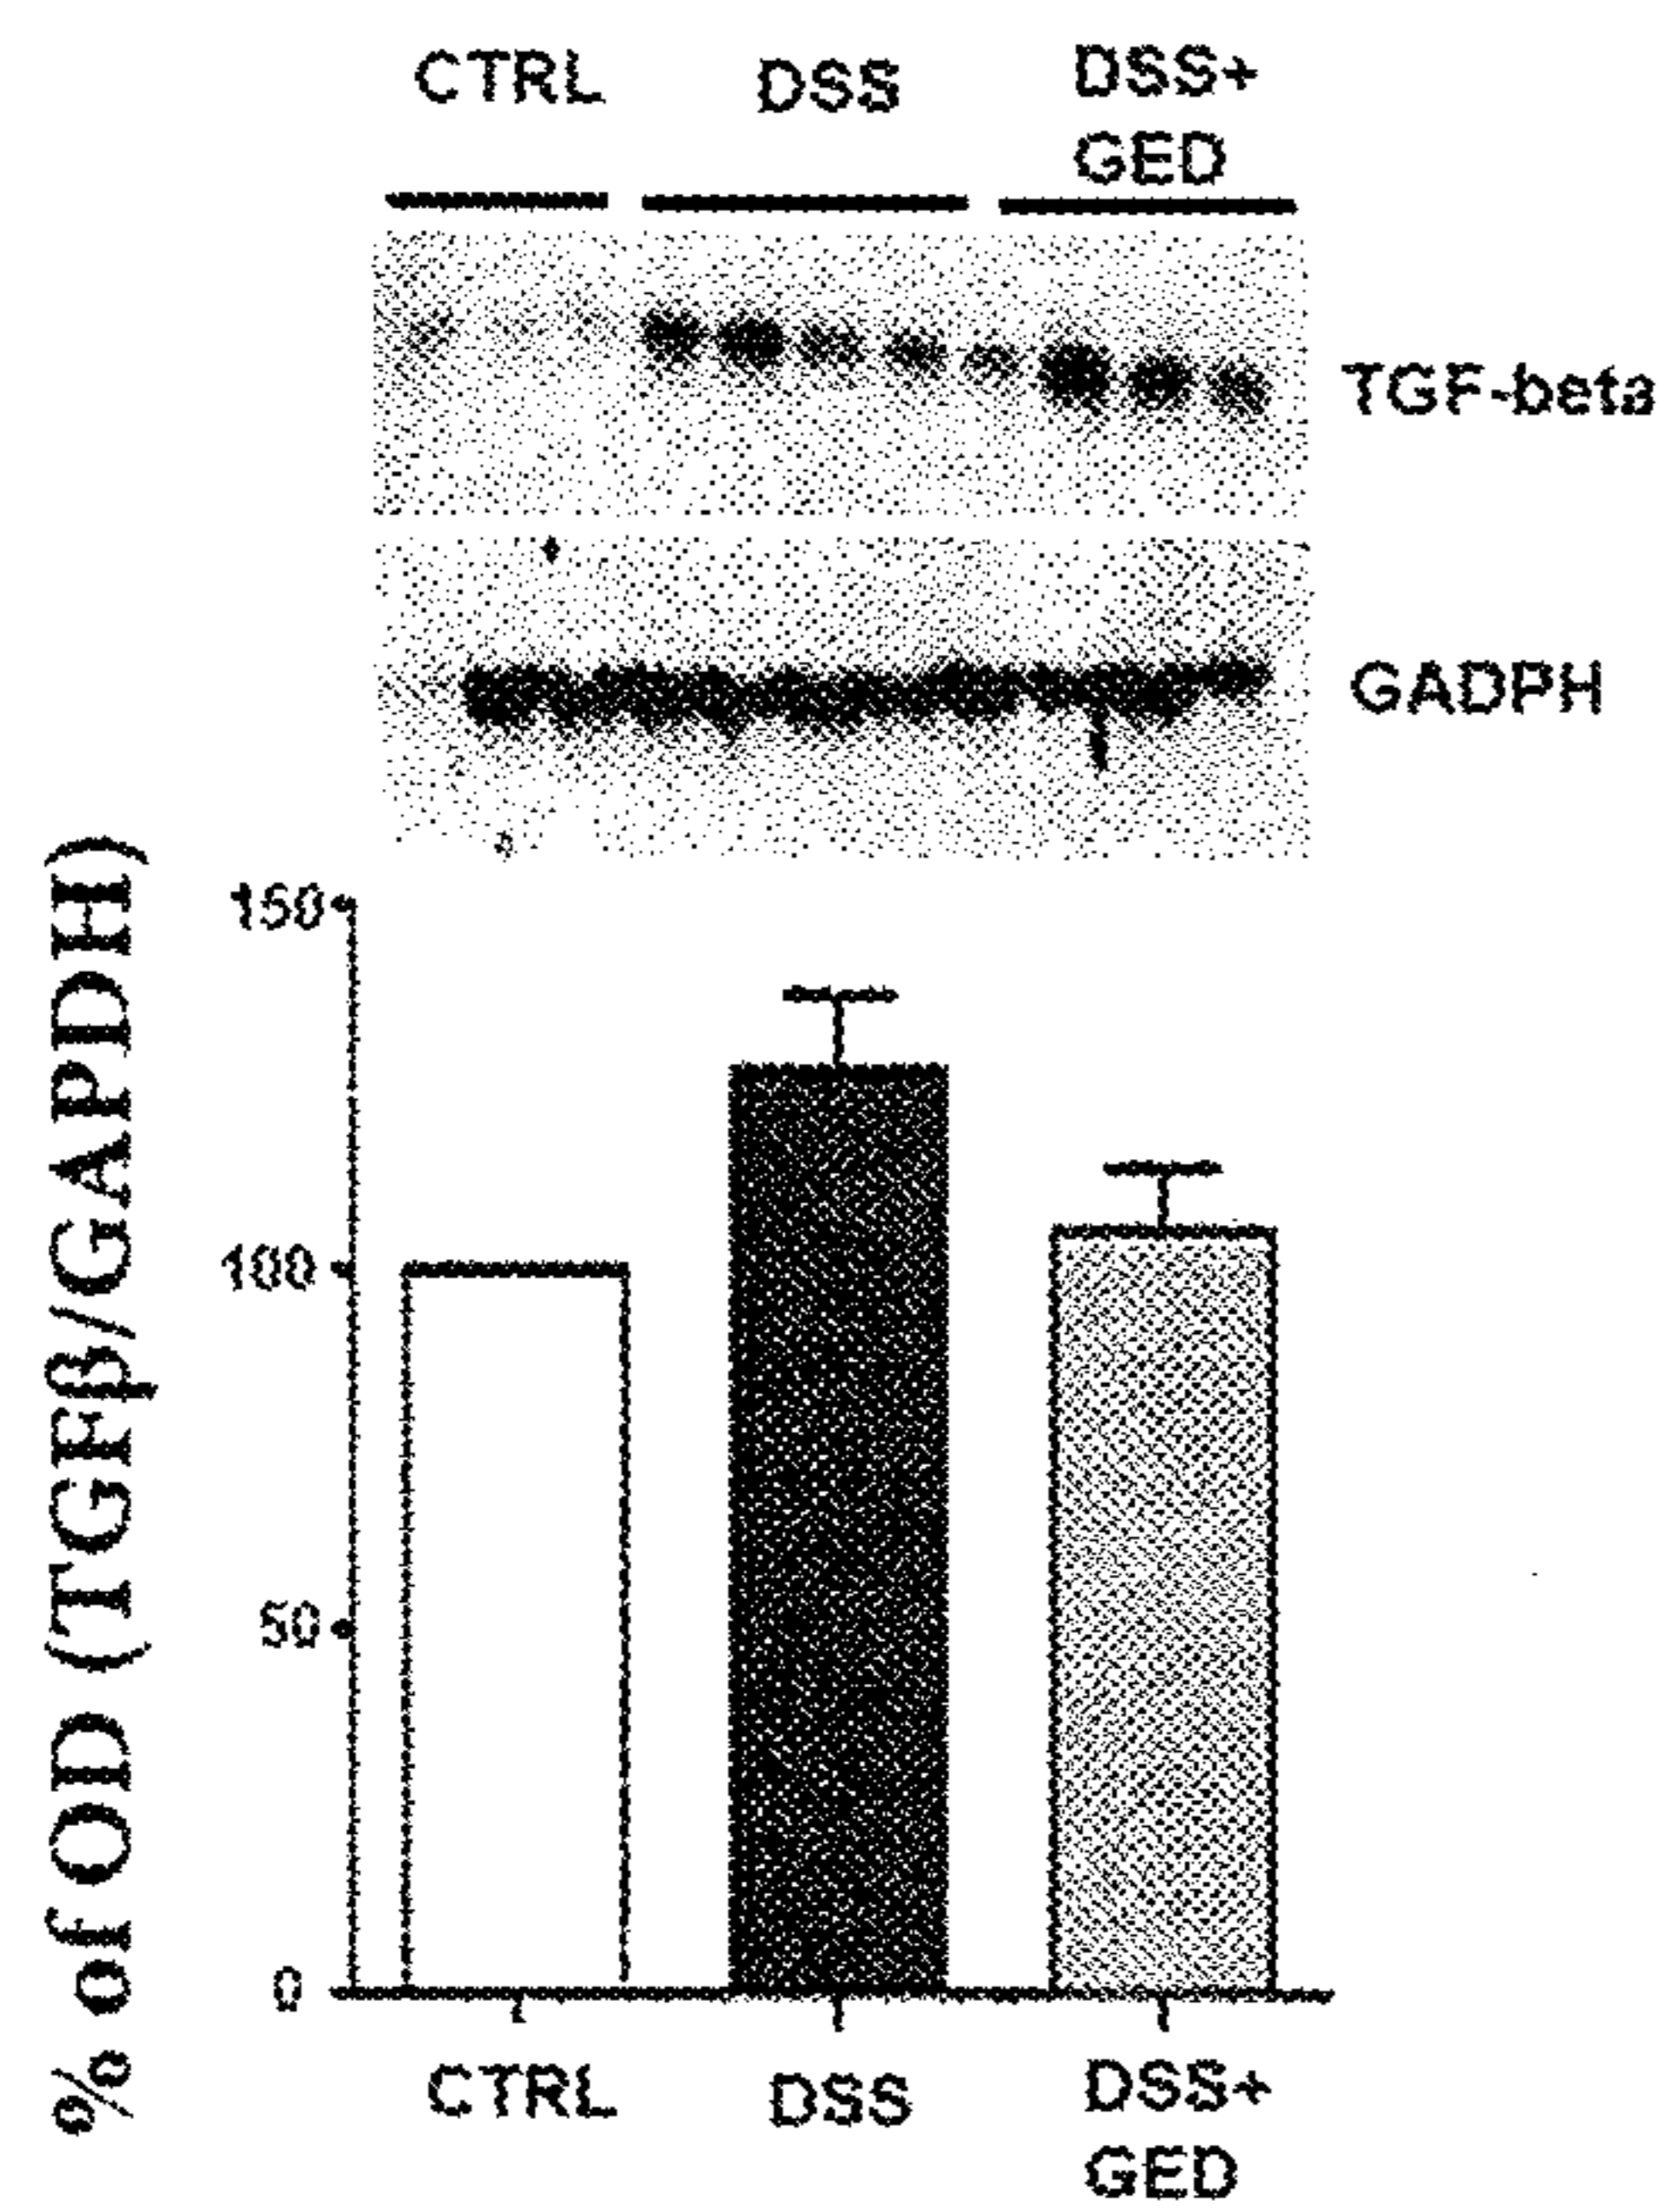 CTRL
DSS
DSS+
GED
TGF-beta
GADPH
% of OD (TGFβ/GAPDH)
150
100
50
0
CTRL
DSS
DSS+
GED